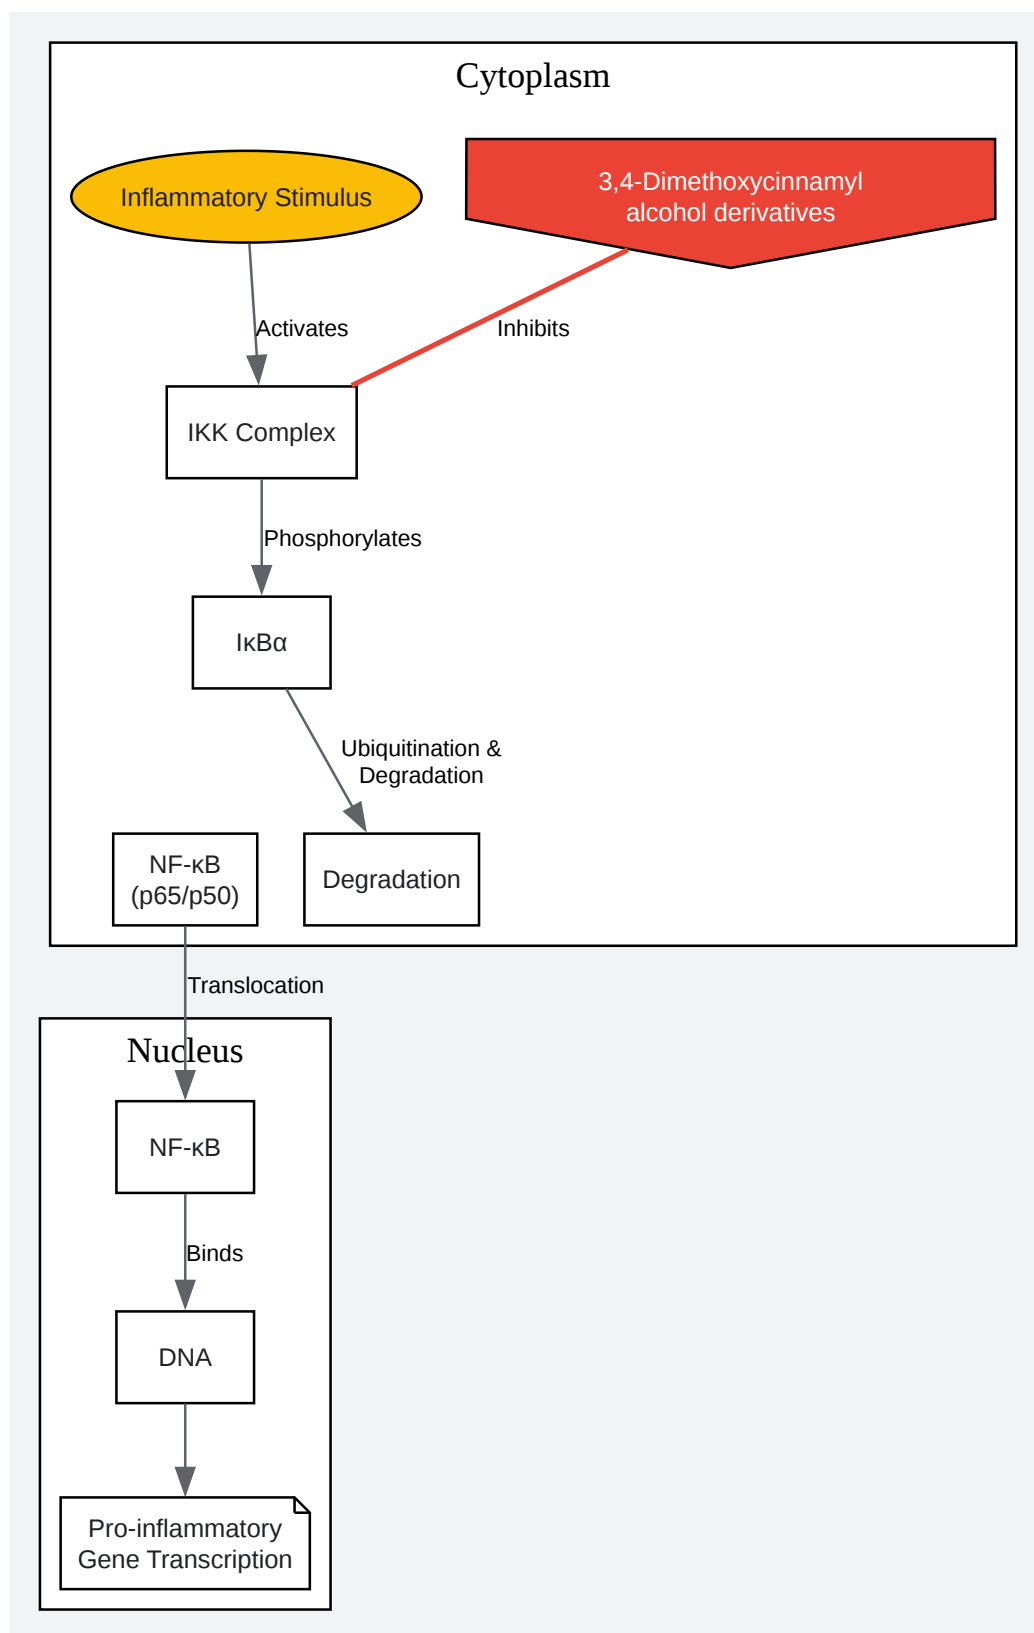 Cytoplasm
Inflammatory Stimulus
3,4-Dimethoxycinnamyl
alcohol derivatives
Activates
Inhibits
IKK Complex
Phosphorylates
IκBα
Ubiquitination &
Degradation
NF-κB
(p65/p50)
Degradation
Translocation
Nucleus
NF-κB
Binds
DNA
Pro-inflammatory
Gene Transcription